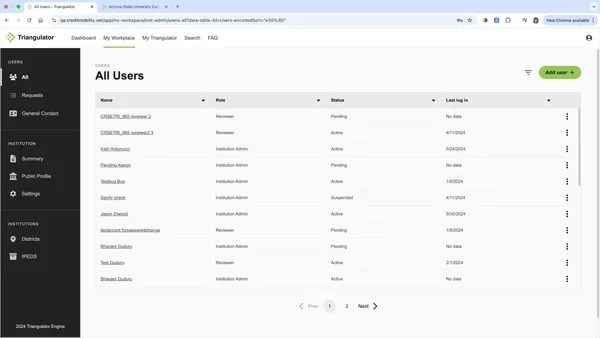 All Users – Triangulator
Arizona State University Cur
qa.creditmobility.net/app/my-workspace/inst-admin/users-all?data-table-All+Users-encodedSort="e30%3D"
New Chrome available
Triangulator
Dashboard
My Workplace
My Triangulator
Search
FAQ
USERS
All
Requests
General Contact
INSTITUTION
Summary
Public Profile
Settings
INSTITUTIONS
Districts
IPEDS
2024 Triangulator Engine
USERS
All Users
Add user +
Name Role Status Last log in
CRSETRI_965 reviewer 2 Reviewer Pending No data
CRSETRI_965 reviewer2 3 Reviewer Active 4/11/2024
Kath Antonucci Institution Admin Active 5/24/2024
Pending Assign Institution Admin Pending No data
Testbug Bug Institution Admin Active 1/8/2024
Sanity check Institution Admin Suspended 4/11/2024
Jason Elwood Institution Admin Active 9/30/2024
testaccont forpasswordchange Reviewer Pending 1/9/2024
Bhavani Guduru Institution Admin Pending No data
Test Guduru Reviewer Active 2/1/2024
Bhavani Guduru Institution Admin Active No data
Prev 1 2 Next